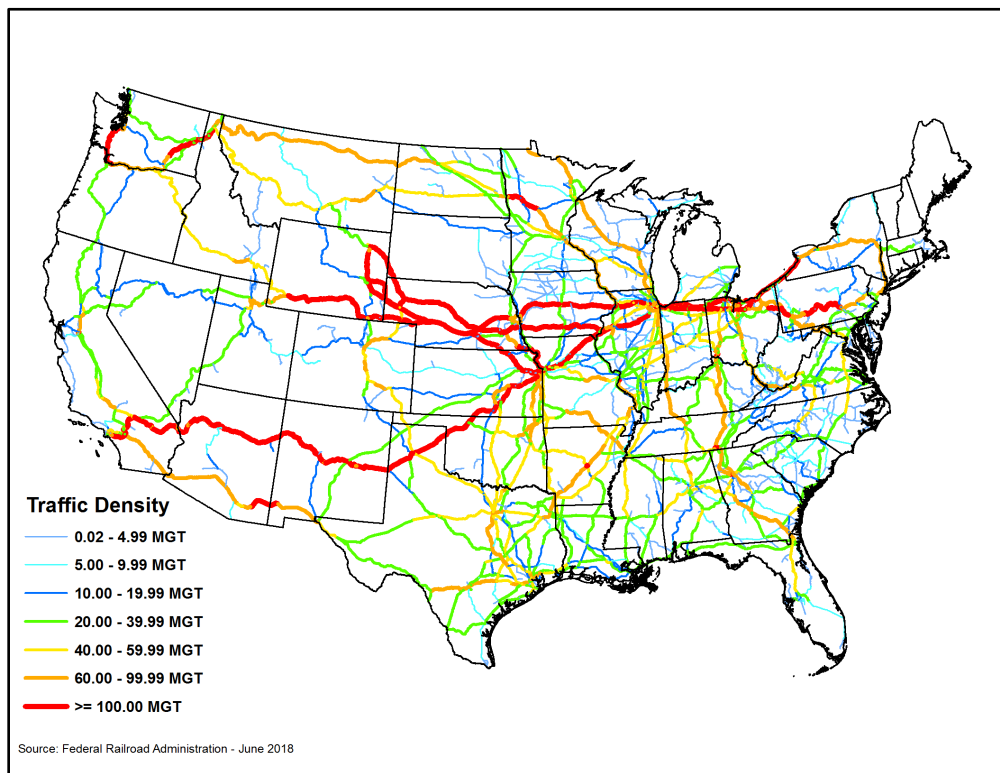 Traffic Density
0.02 - 4.99 MGT
5.00 - 9.99 MGT
10.00 - 19.99 MGT
20.00 - 39.99 MGT
40.00 - 59.99 MGT
60.00 - 99.99 MGT
>= 100.00 MGT
Source: Federal Railroad Administration - June 2018